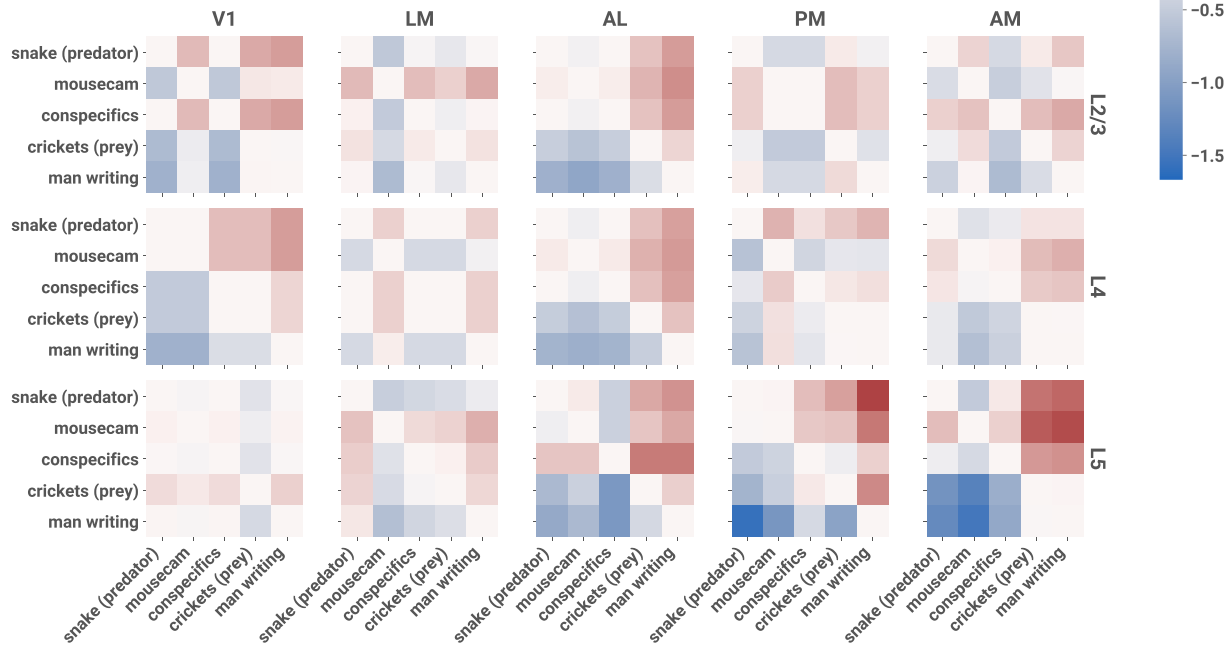 V1 LM AL PM AM
−0.5
−1.0
−1.5
snake (predator)
mousecam
conspecifics
crickets (prey)
man writing
L2/3
snake (predator)
mousecam
conspecifics
crickets (prey)
man writing
L4
snake (predator)
mousecam
conspecifics
crickets (prey)
man writing
L5
snake (predator) mousecam conspecifics crickets (prey) man writing snake (predator) mousecam conspecifics crickets (prey) man writing snake (predator) mousecam conspecifics crickets (prey) man writing snake (predator) mousecam conspecifics crickets (prey) man writing snake (predator) mousecam conspecifics crickets (prey) man writing